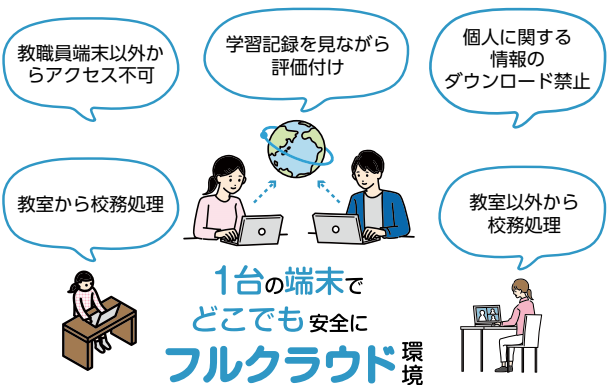 教職員端末以外か
らアクセス不可
学習記録を見ながら
評価付け
個人に関する
情報の
ダウンロード禁止
教室から校務処理
教室以外から
校務処理
1台の端末で
どこでも安全に
フルクラウド環境